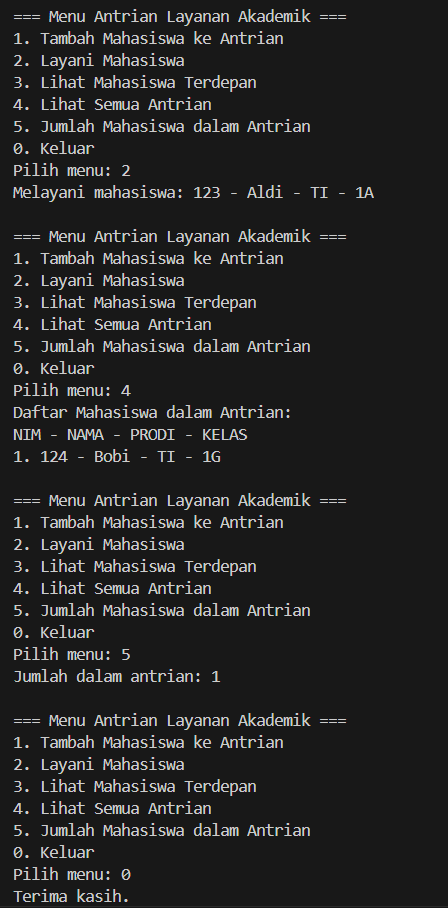 === Menu Antrian Layanan Akademik ===
1. Tambah Mahasiswa ke Antrian
2. Layani Mahasiswa
3. Lihat Mahasiswa Terdepan
4. Lihat Semua Antrian
5. Jumlah Mahasiswa dalam Antrian
0. Keluar
Pilih menu: 2
Melayani mahasiswa: 123 - Aldi - TI - 1A

=== Menu Antrian Layanan Akademik ===
1. Tambah Mahasiswa ke Antrian
2. Layani Mahasiswa
3. Lihat Mahasiswa Terdepan
4. Lihat Semua Antrian
5. Jumlah Mahasiswa dalam Antrian
0. Keluar
Pilih menu: 4
Daftar Mahasiswa dalam Antrian:
NIM - NAMA - PRODI - KELAS
1. 124 - Bobi - TI - 1G

=== Menu Antrian Layanan Akademik ===
1. Tambah Mahasiswa ke Antrian
2. Layani Mahasiswa
3. Lihat Mahasiswa Terdepan
4. Lihat Semua Antrian
5. Jumlah Mahasiswa dalam Antrian
0. Keluar
Pilih menu: 5
Jumlah dalam antrian: 1

=== Menu Antrian Layanan Akademik ===
1. Tambah Mahasiswa ke Antrian
2. Layani Mahasiswa
3. Lihat Mahasiswa Terdepan
4. Lihat Semua Antrian
5. Jumlah Mahasiswa dalam Antrian
0. Keluar
Pilih menu: 0
Terima kasih.